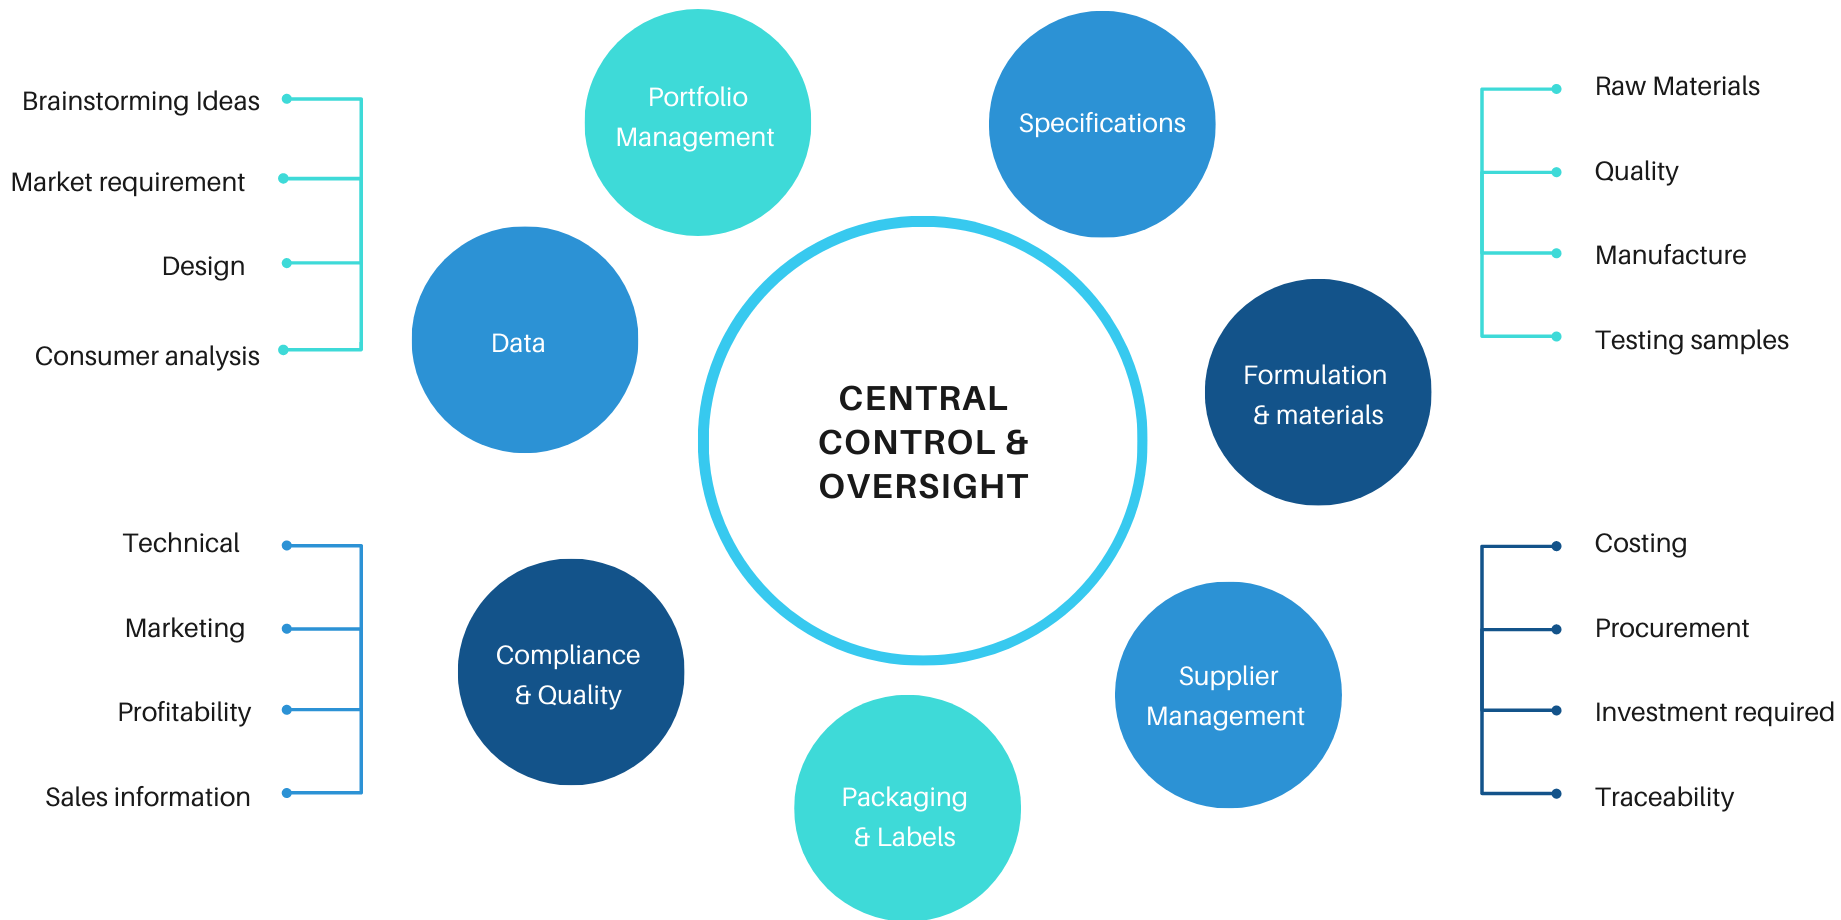 Brainstorming Ideas
Market requirement
Design
Consumer analysis
Technical
Marketing
Profitability
Sales information
Portfolio
Management
Specifications
Data
Formulation
& materials
CENTRAL
CONTROL &
OVERSIGHT
Compliance
& Quality
Supplier
Management
Packaging
& Labels
Raw Materials
Quality
Manufacture
Testing samples
Costing
Procurement
Investment required
Traceability